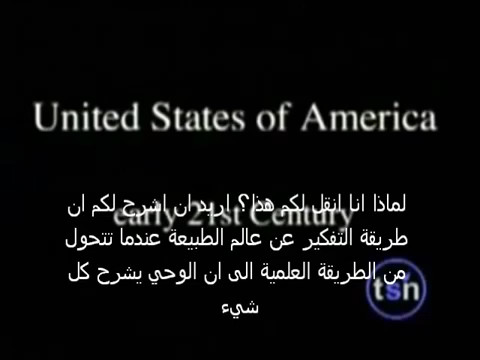 United States of America
early 21st Century
لماذا انا انقل لكم هذا؟ اريد ان اشرح لكم ان
طريقة التفكير عن عالم الطبيعة عندما تتحول
من الطريقة العلمية الى ان الوحي يشرح كل
شيء
tsn